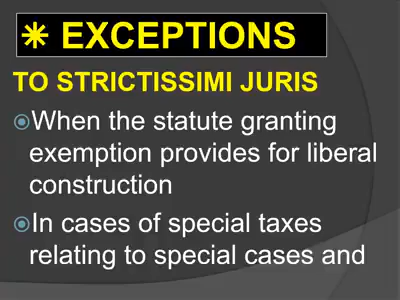 EXCEPTIONS
TO STRICTISSIMI JURIS
When the statute granting
exemption provides for liberal
construction
In cases of special taxes
relating to special cases and